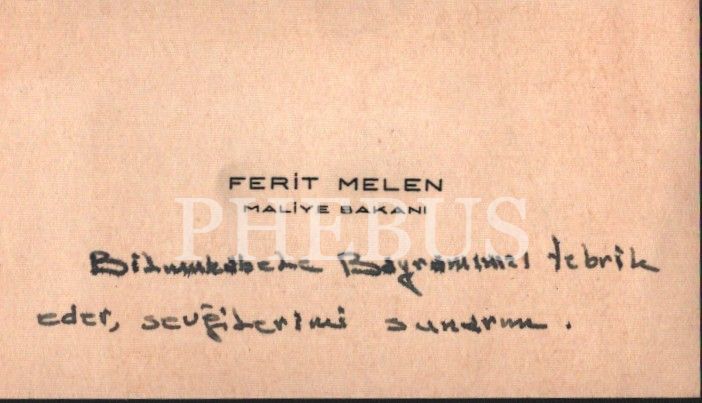 FERİT MELEN
MALİYE BAKANI
PHEBUS
Bilmukabele Bayramınızı tebrik
eder, sevgilerimi sunarım.